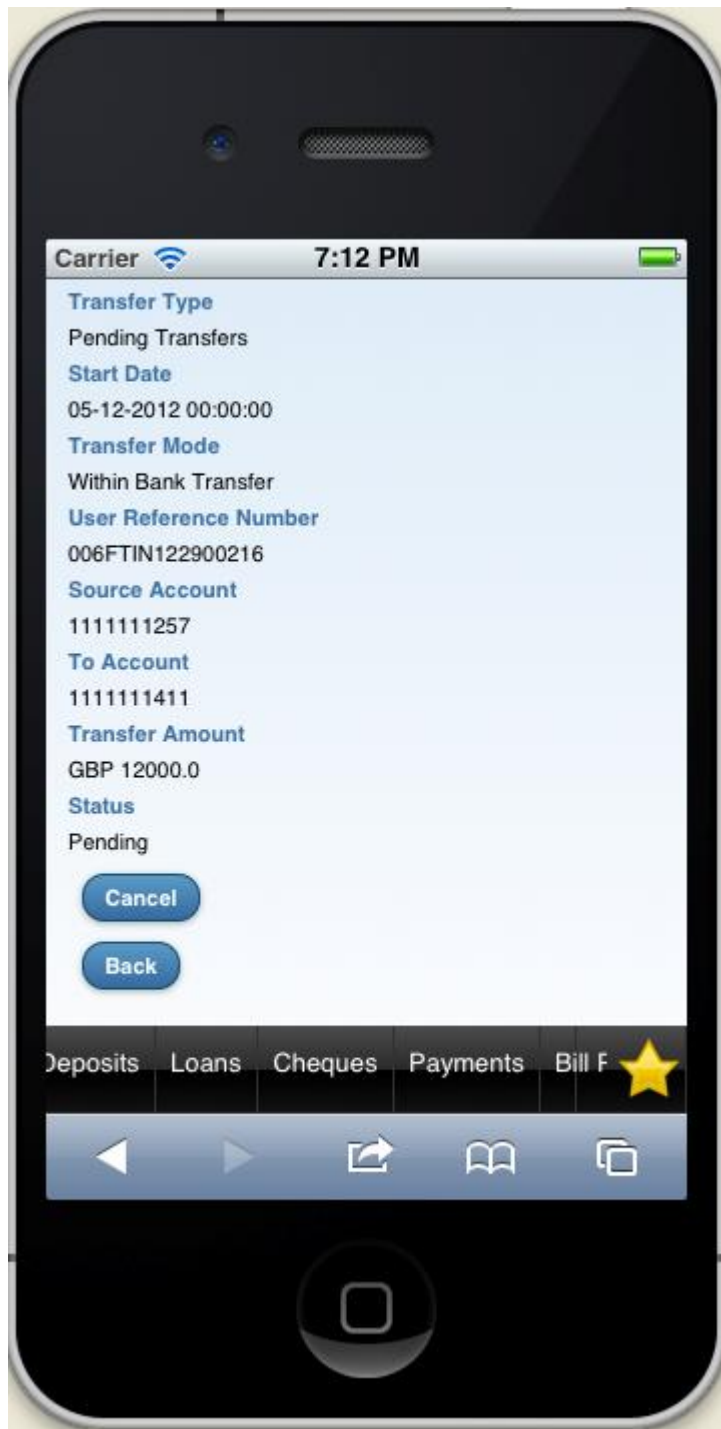 Carrier 7:12 PM
Transfer Type
Pending Transfers
Start Date
05-12-2012 00:00:00
Transfer Mode
Within Bank Transfer
User Reference Number
006FTIN122900216
Source Account
1111111257
To Account
1111111411
Transfer Amount
GBP 12000.0
Status
Pending
Cancel
Back
Deposits Loans Cheques Payments Bill